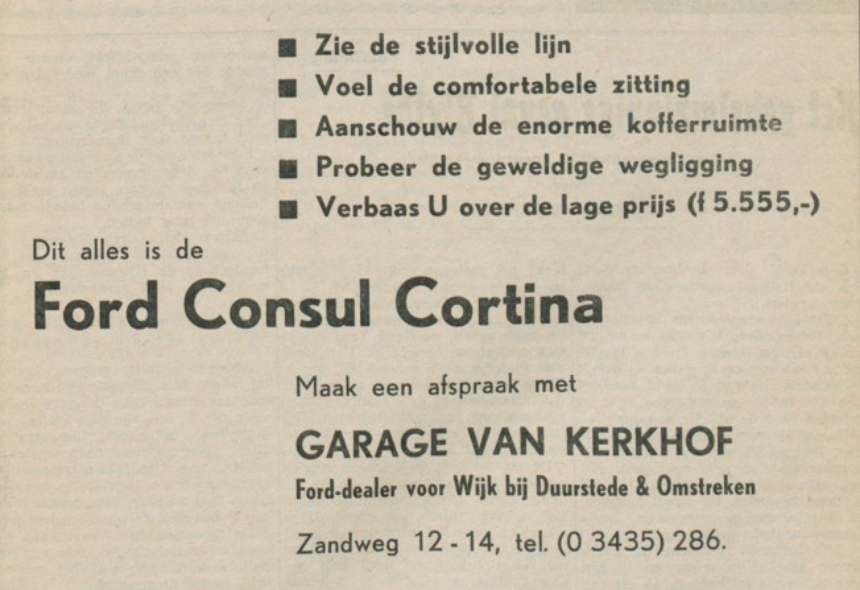 ■ Zie de stijlvolle lijn
■ Voel de comfortabele zitting
■ Aanschouw de enorme kofferruimte
■ Probeer de geweldige wegligging
■ Verbaas U over de lage prijs (f 5.555,-)
Dit alles is de
Ford Consul Cortina
Maak een afspraak met
GARAGE VAN KERKHOF
Ford-dealer voor Wijk bij Duurstede & Omstreken
Zandweg 12 - 14, tel. (0 3435) 286.